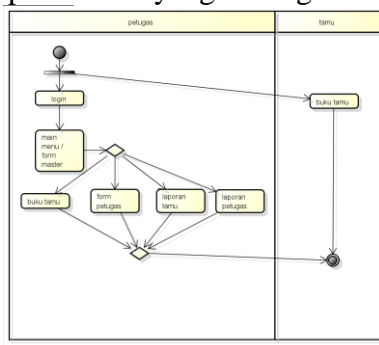 petugas
tamu
login
buku tamu
main
menu /
form
master
buku tamu
form
petugas
laporan
tamu
laporan
petugas